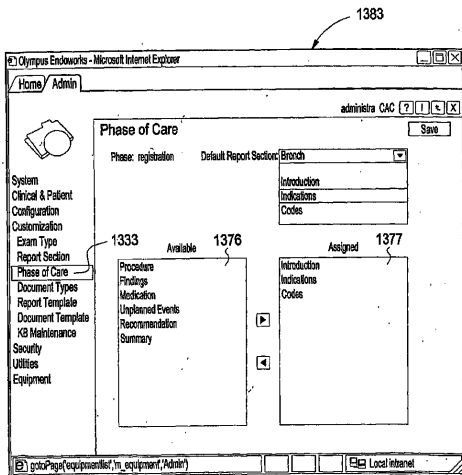 1383
Olympus Endoworks - Microsoft Internet Explorer
Home Admin
administra CAC ? ! X
Phase of Care
Save
Phase: registration Default Report Section: Bronch
Introduction
Indications
Codes
System
Clinical & Patient
Configuration
Customization
Exam Type
Report Section
Phase of Care
Document Types
Report Template
Document Template
KB Maintenance
Security
Utilities
Equipment
1333
Available 1376
Procedure
Findings
Medication
Unplanned Events
Recommendation
Summary
Assigned 1377
Introduction
Indications
Codes
gotoPage('equipmentlist','m_equipment','Admin')
Local intranet